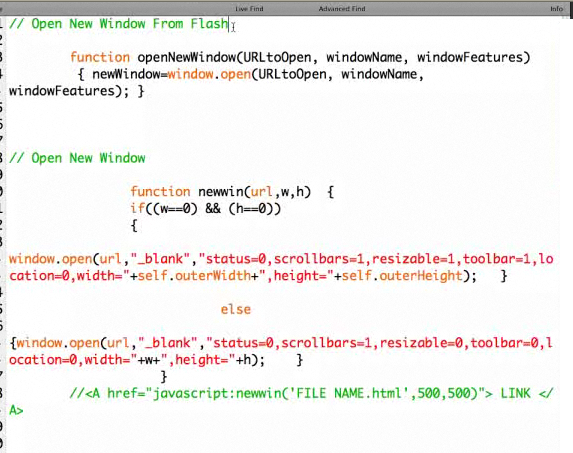 Live Find Advanced Find Info
// Open New Window From Flash
function openNewWindow(URLtoOpen, windowName, windowFeatures)
{ newWindow=window.open(URLtoOpen, windowName,
windowFeatures); }
// Open New Window
function newwin(url,w,h) {
if((w==0) && (h==0))
{
window.open(url,"_blank","status=0,scrollbars=1,resizable=1,toolbar=1,lo
cation=0,width="+self.outerWidth+",height="+self.outerHeight); }
else
{window.open(url,"_blank","status=0,scrollbars=1,resizable=0,toolbar=0,l
ocation=0,width="+w+",height="+h); }
}
//<A href="javascript:newwin('FILE NAME.html',500,500)"> LINK </
A>